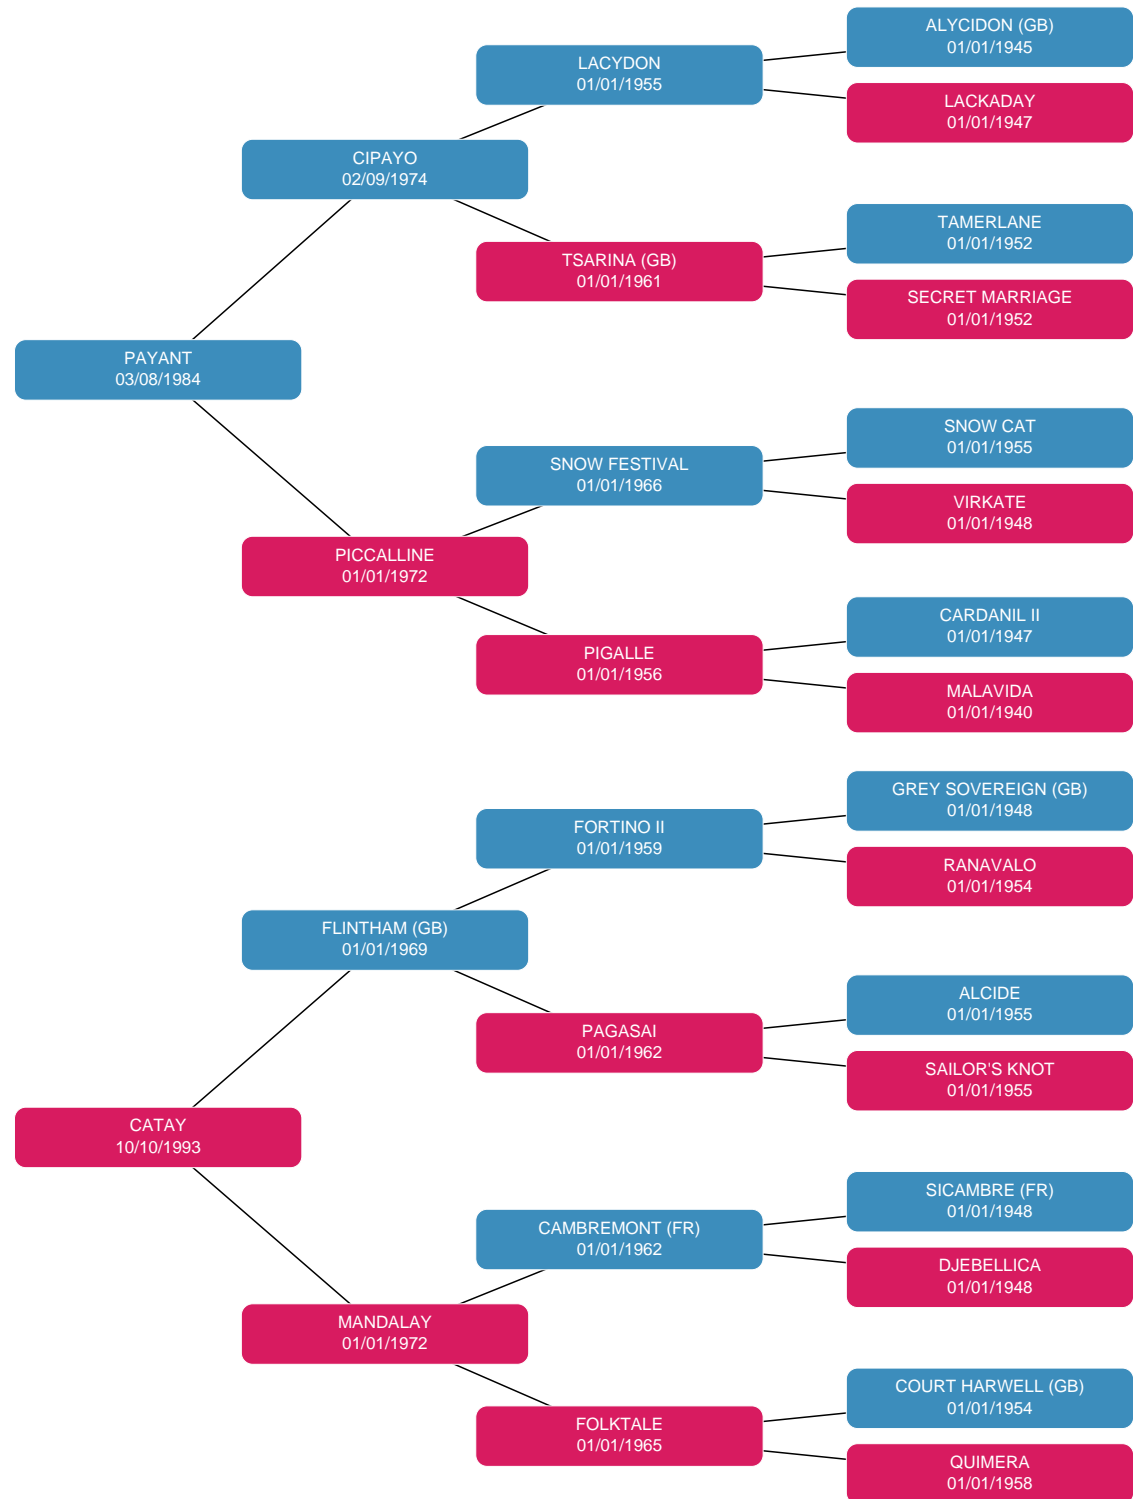 ALYCIDON (GB)
01/01/1945
LACYDON
01/01/1955
LACKADAY
01/01/1947
CIPAYO
02/09/1974
TAMERLANE
01/01/1952
TSARINA (GB)
01/01/1961
SECRET MARRIAGE
01/01/1952
PAYANT
03/08/1984
SNOW CAT
01/01/1955
SNOW FESTIVAL
01/01/1966
VIRKATE
01/01/1948
PICCALLINE
01/01/1972
CARDANIL II
01/01/1947
PIGALLE
01/01/1956
MALAVIDA
01/01/1940
GREY SOVEREIGN (GB)
01/01/1948
FORTINO II
01/01/1959
RANAVALO
01/01/1954
FLINTHAM (GB)
01/01/1969
ALCIDE
01/01/1955
PAGASAI
01/01/1962
SAILOR'S KNOT
01/01/1955
CATAY
10/10/1993
SICAMBRE (FR)
01/01/1948
CAMBREMONT (FR)
01/01/1962
DJEBELLICA
01/01/1948
MANDALAY
01/01/1972
COURT HARWELL (GB)
01/01/1954
FOLKTALE
01/01/1965
QUIMERA
01/01/1958